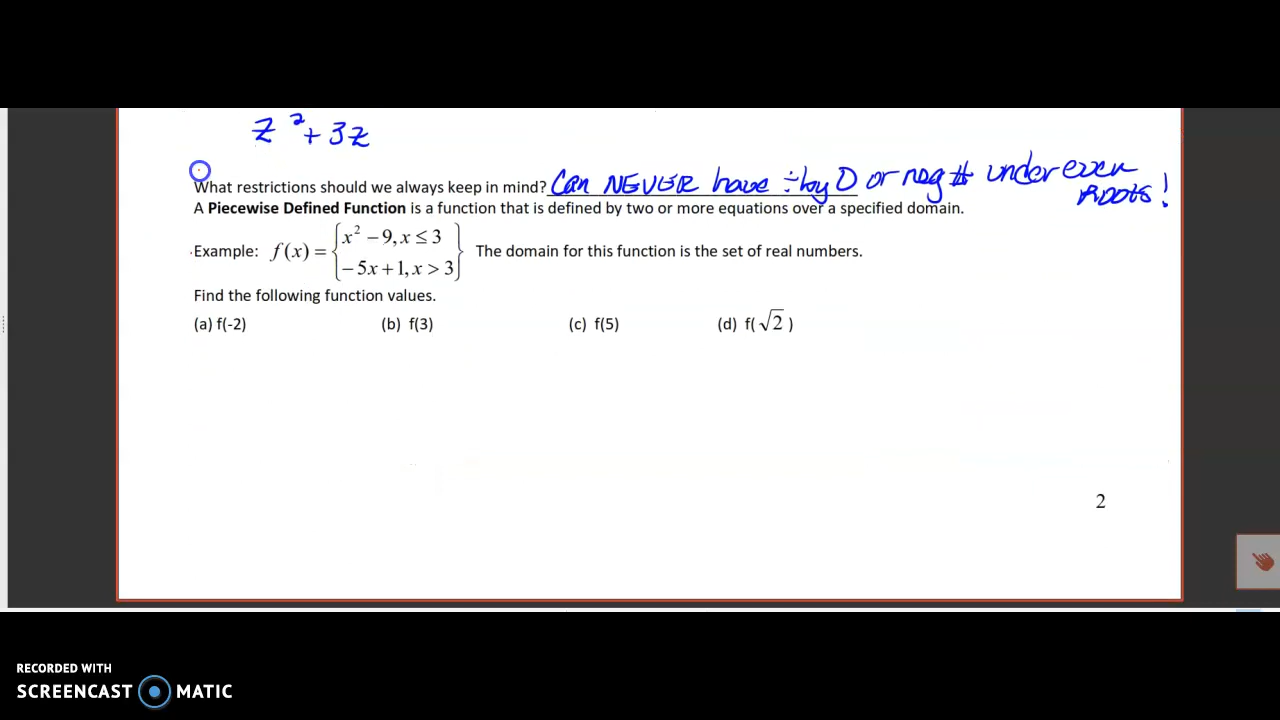 z² + 3z
What restrictions should we always keep in mind? Can NEVER have ÷ by 0 or neg # under even
ROOTS!
A Piecewise Defined Function is a function that is defined by two or more equations over a specified domain.
Example: f(x) = { x² − 9, x ≤ 3
− 5x + 1, x > 3 } The domain for this function is the set of real numbers.
Find the following function values.
(a) f(-2) (b) f(3) (c) f(5) (d) f( √2 )
2
RECORDED WITH
SCREENCAST MATIC